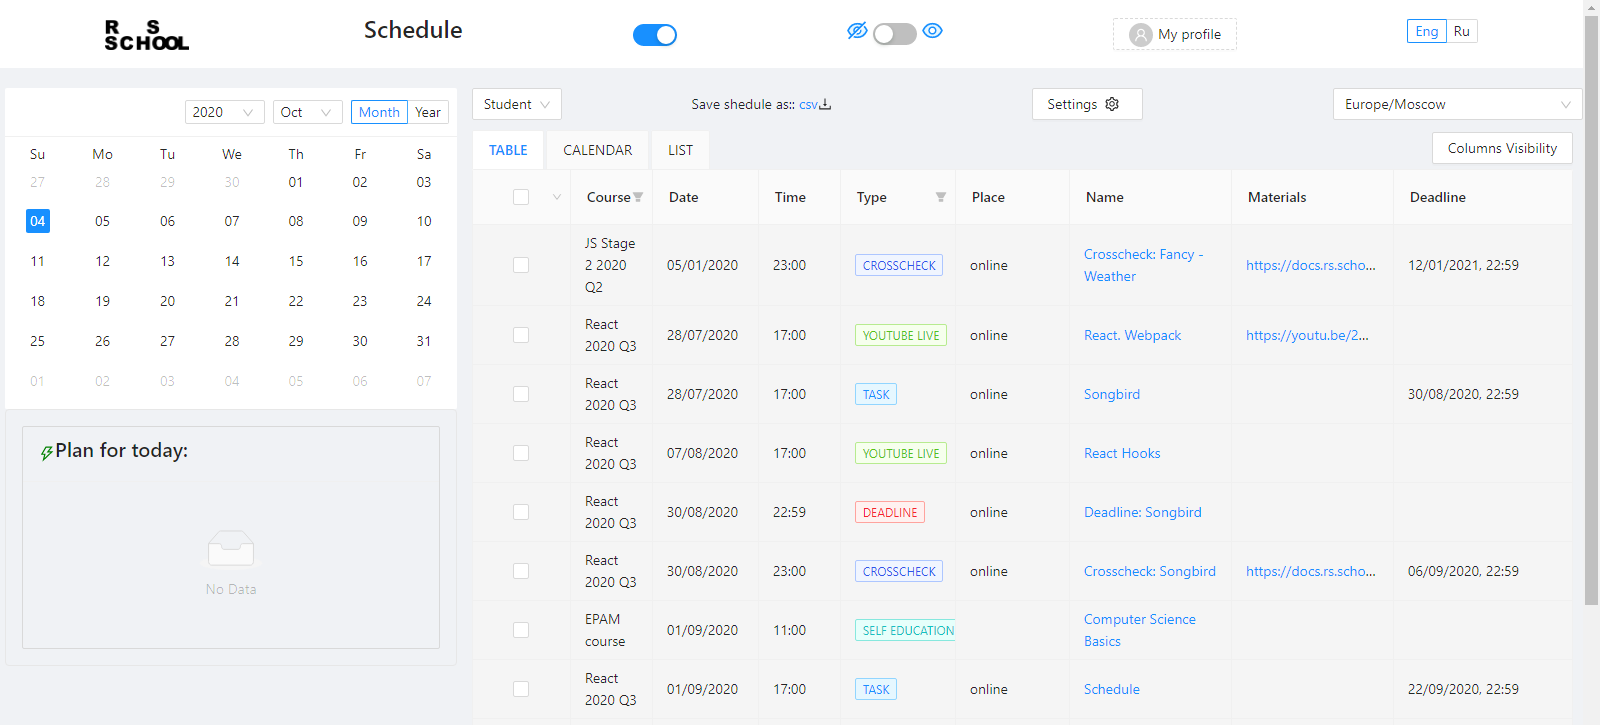 R S
SCHOOL
Schedule
My profile
Eng Ru
2020 Oct Month Year
Su Mo Tu We Th Fr Sa
27 28 29 30 01 02 03
04 05 06 07 08 09 10
11 12 13 14 15 16 17
18 19 20 21 22 23 24
25 26 27 28 29 30 31
01 02 03 04 05 06 07
Plan for today:
No Data
Student Save shedule as:: csv Settings Europe/Moscow
TABLE CALENDAR LIST Columns Visibility
Course Date Time Type Place Name Materials Deadline
JS Stage
2 2020
Q2
05/01/2020 23:00 CROSSCHECK online
Crosscheck: Fancy -
Weather
https://docs.rs.scho... 12/01/2021, 22:59
React
2020 Q3
28/07/2020 17:00 YOUTUBE LIVE online React. Webpack https://youtu.be/2...
React
2020 Q3
28/07/2020 17:00 TASK online Songbird 30/08/2020, 22:59
React
2020 Q3
07/08/2020 17:00 YOUTUBE LIVE online React Hooks
React
2020 Q3
30/08/2020 22:59 DEADLINE online Deadline: Songbird
React
2020 Q3
30/08/2020 23:00 CROSSCHECK online Crosscheck: Songbird https://docs.rs.scho... 06/09/2020, 22:59
EPAM
course
01/09/2020 11:00 SELF EDUCATION
Computer Science
Basics
React
2020 Q3
01/09/2020 17:00 TASK online Schedule 22/09/2020, 22:59